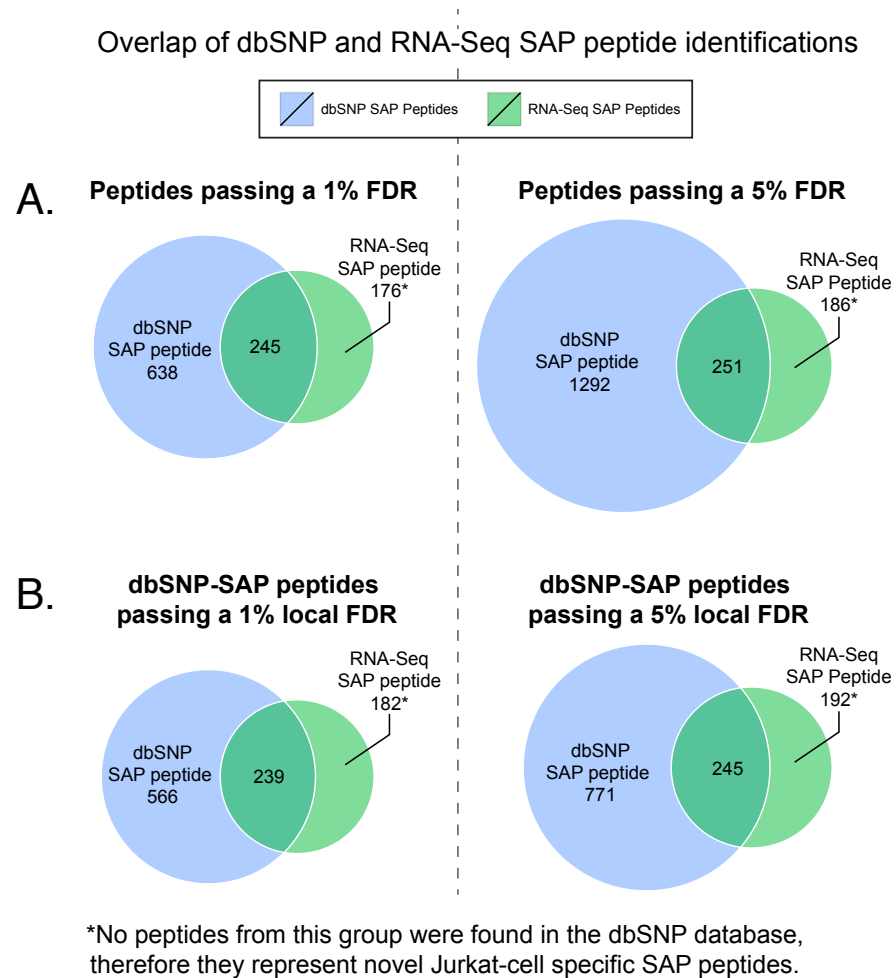 Overlap of dbSNP and RNA-Seq SAP peptide identifications
dbSNP SAP Peptides
RNA-Seq SAP Peptides
A.
Peptides passing a 1% FDR
RNA-Seq
SAP peptide
176*
dbSNP
SAP peptide
638
245
Peptides passing a 5% FDR
RNA-Seq
SAP Peptide
186*
dbSNP
SAP peptide
1292
251
B.
dbSNP-SAP peptides
passing a 1% local FDR
RNA-Seq
SAP peptide
182*
dbSNP
SAP peptide
566
239
dbSNP-SAP peptides
passing a 5% local FDR
RNA-Seq
SAP Peptide
192*
dbSNP
SAP peptide
771
245
*No peptides from this group were found in the dbSNP database,
therefore they represent novel Jurkat-cell specific SAP peptides.